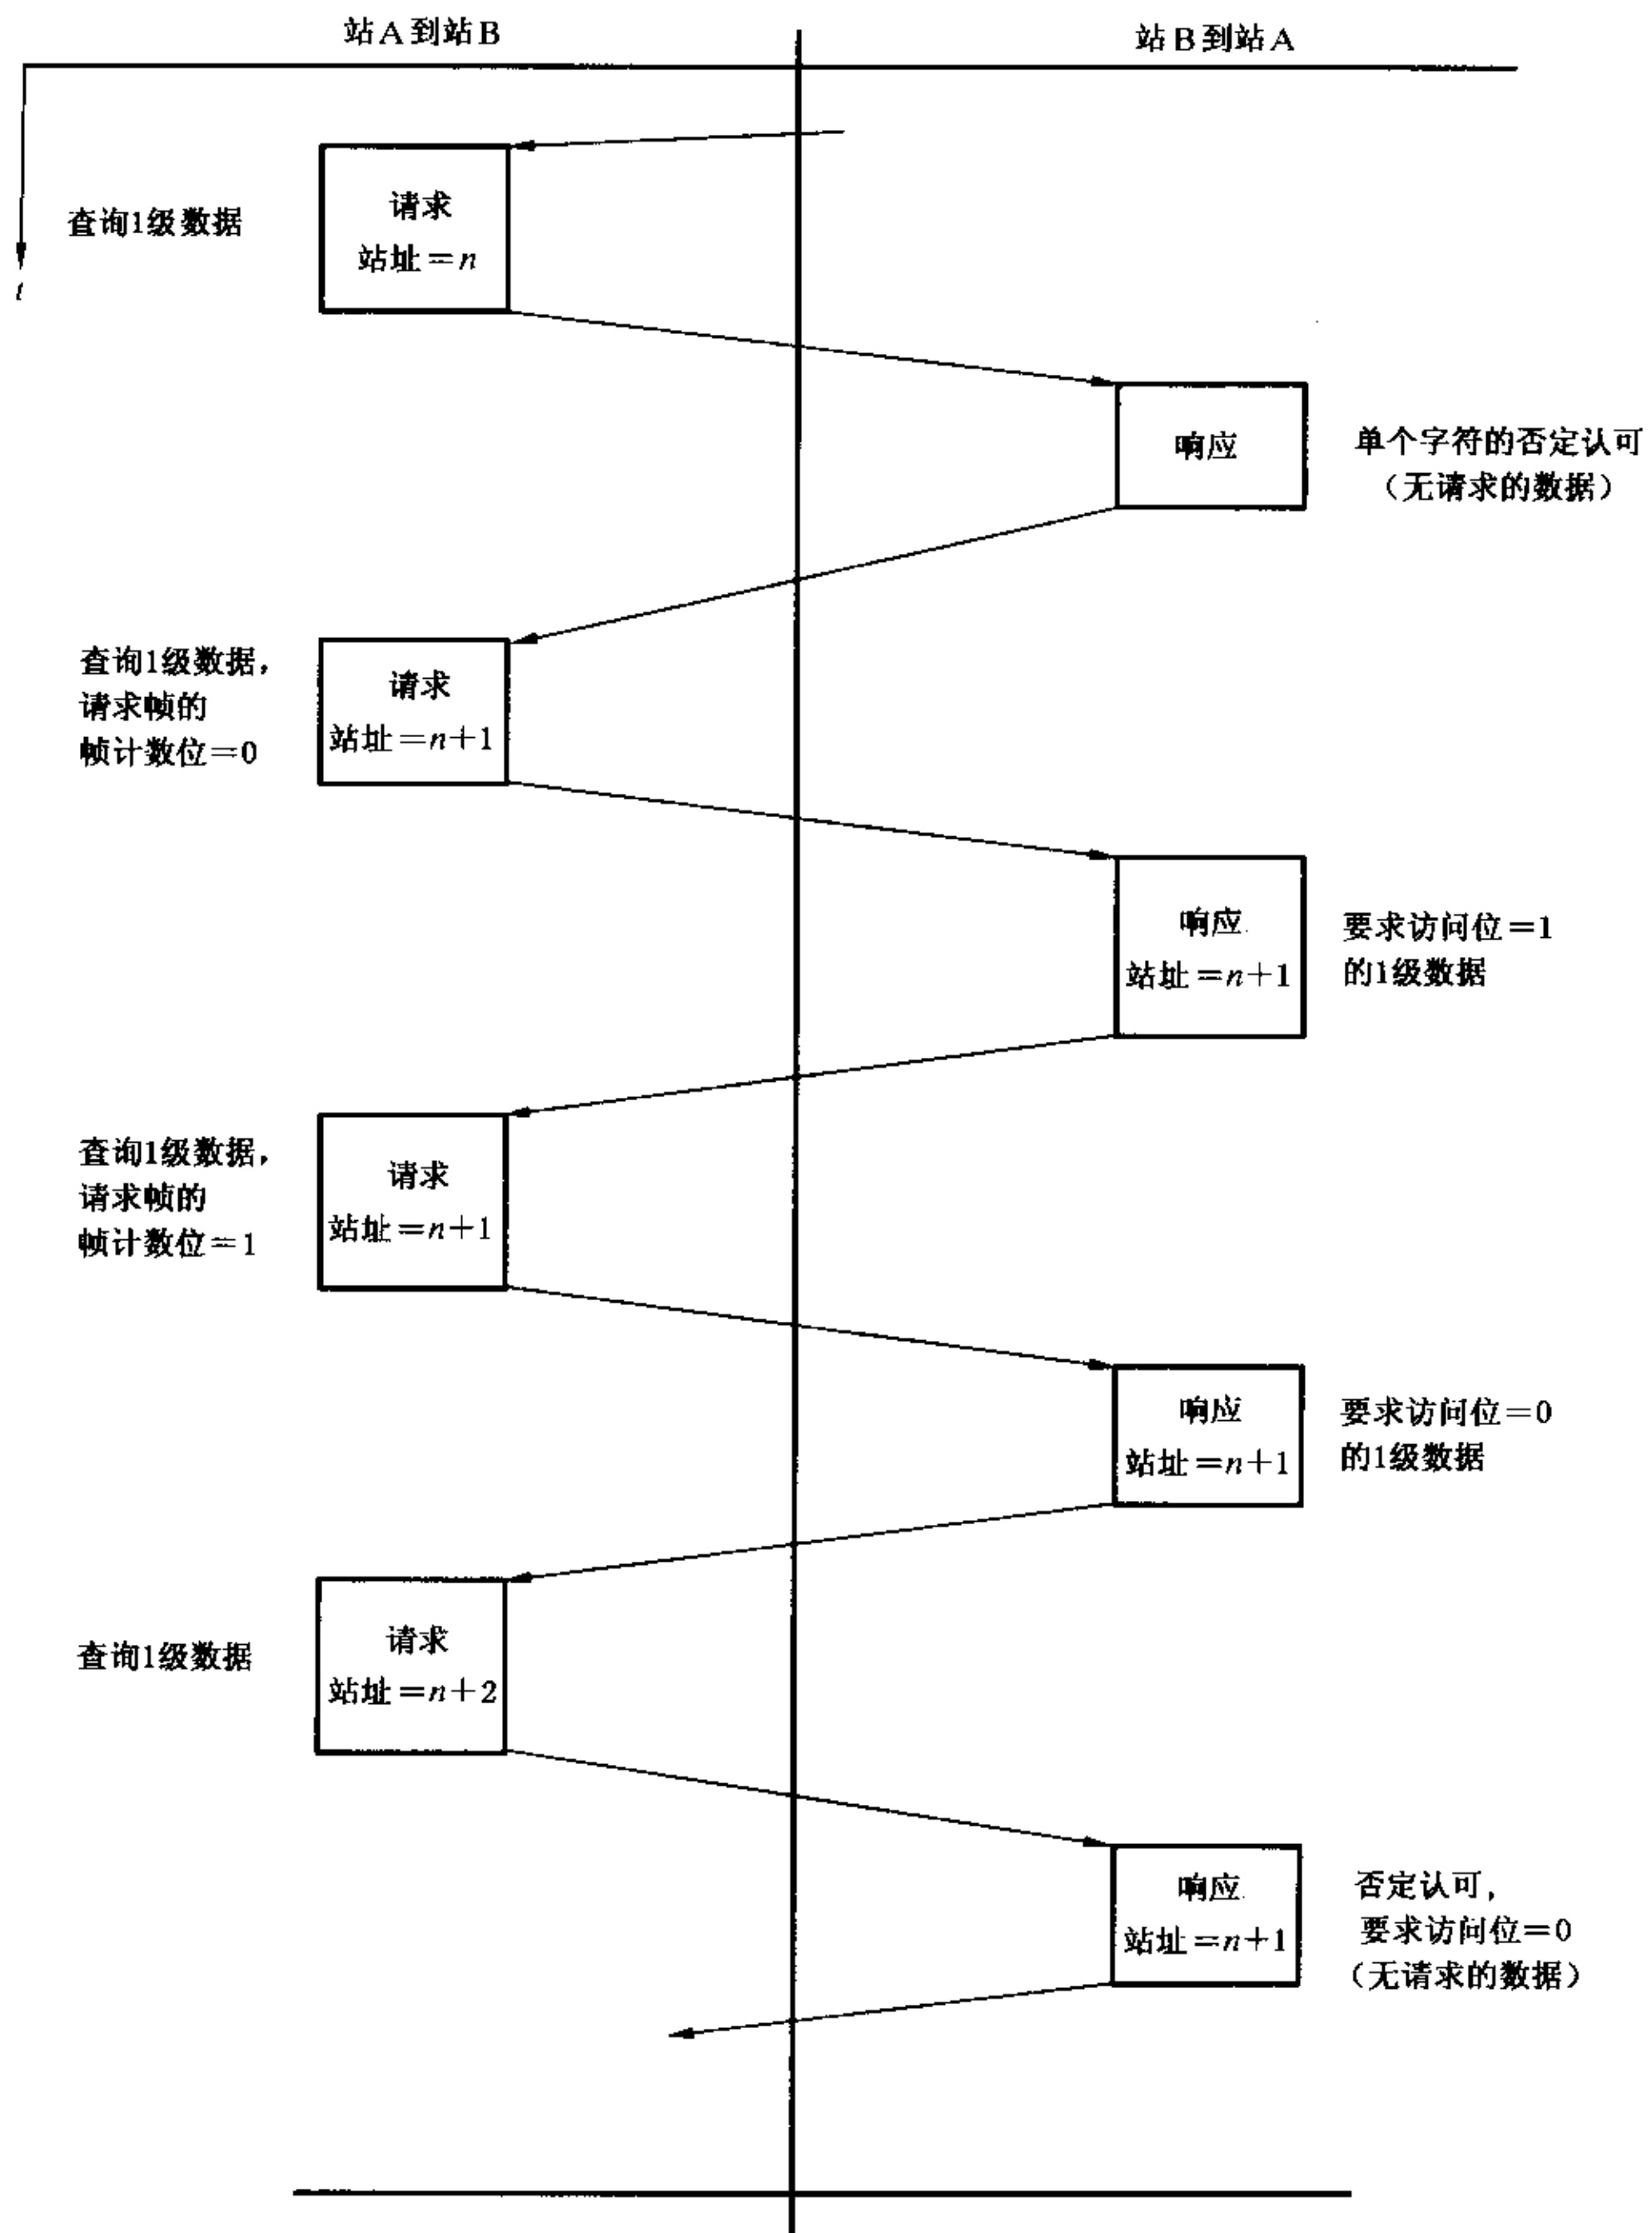 站A到站B
站B到站A
t
查询1级数据
请求
站址=n
响应
单个字符的否定认可
(无请求的数据)
查询1级数据,
请求帧的
帧计数位=0
请求
站址=n+1
响应
站址=n+1
要求访问位=1
的1级数据
查询1级数据,
请求帧的
帧计数位=1
请求
站址=n+1
响应
站址=n+1
要求访问位=0
的1级数据
查询1级数据
请求
站址=n+2
响应
站址=n+1
否定认可,
要求访问位=0
(无请求的数据)